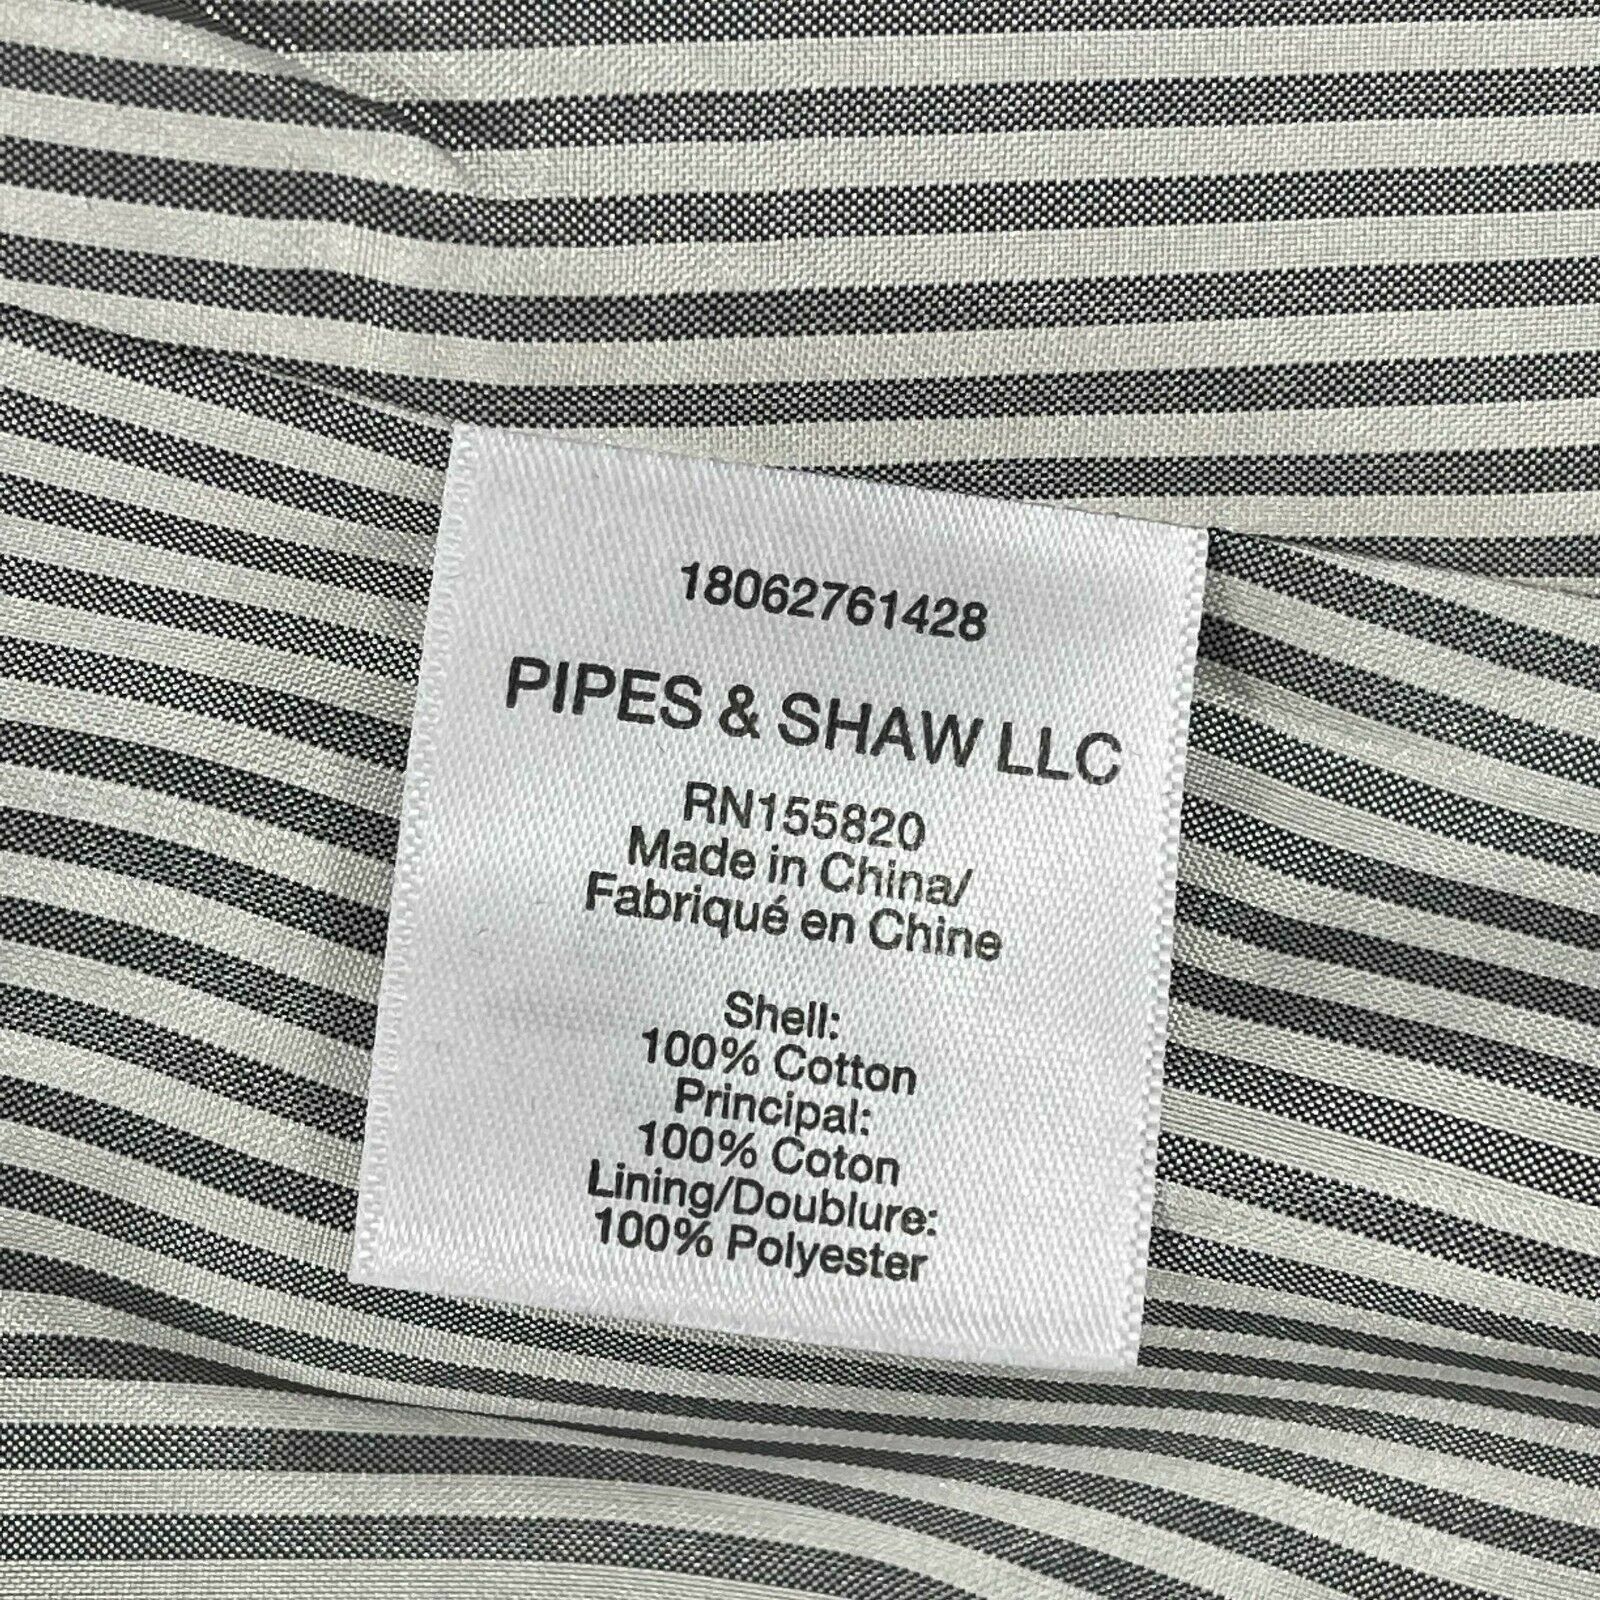 18062761428
PIPES & SHAW LLC
RN155820
Made in China/
Fabriqué en Chine
Shell:
100% Cotton
Principal:
100% Coton
Lining/Doublure:
100% Polyester